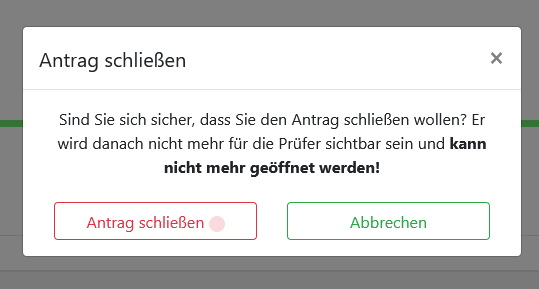 Antrag schließen ×
Sind Sie sich sicher, dass Sie den Antrag schließen wollen? Er
wird danach nicht mehr für die Prüfer sichtbar sein und kann
nicht mehr geöffnet werden!
Antrag schließen
Abbrechen